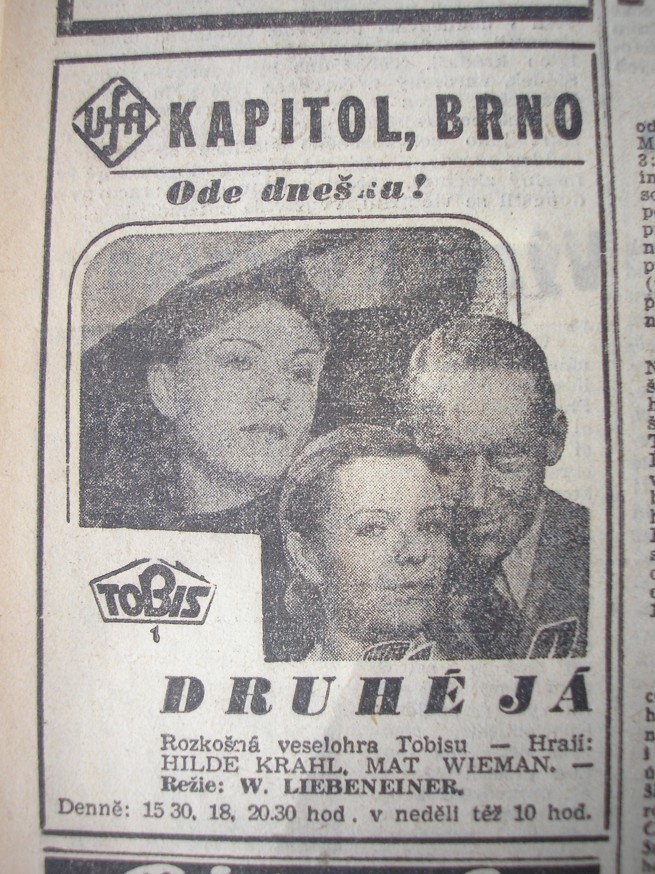 UFA
KAPITOL, BRNO
Ode dneška!
TOBIS
DRUHÉ JÁ
Rozkošná veselohra Tobisu — Hrají:
HILDE KRAHL, MAT WIEMAN. —
Režie: W. LIEBENEINER.
Denně: 15 30, 18, 20.30 hod. v neděli též 10 hod.